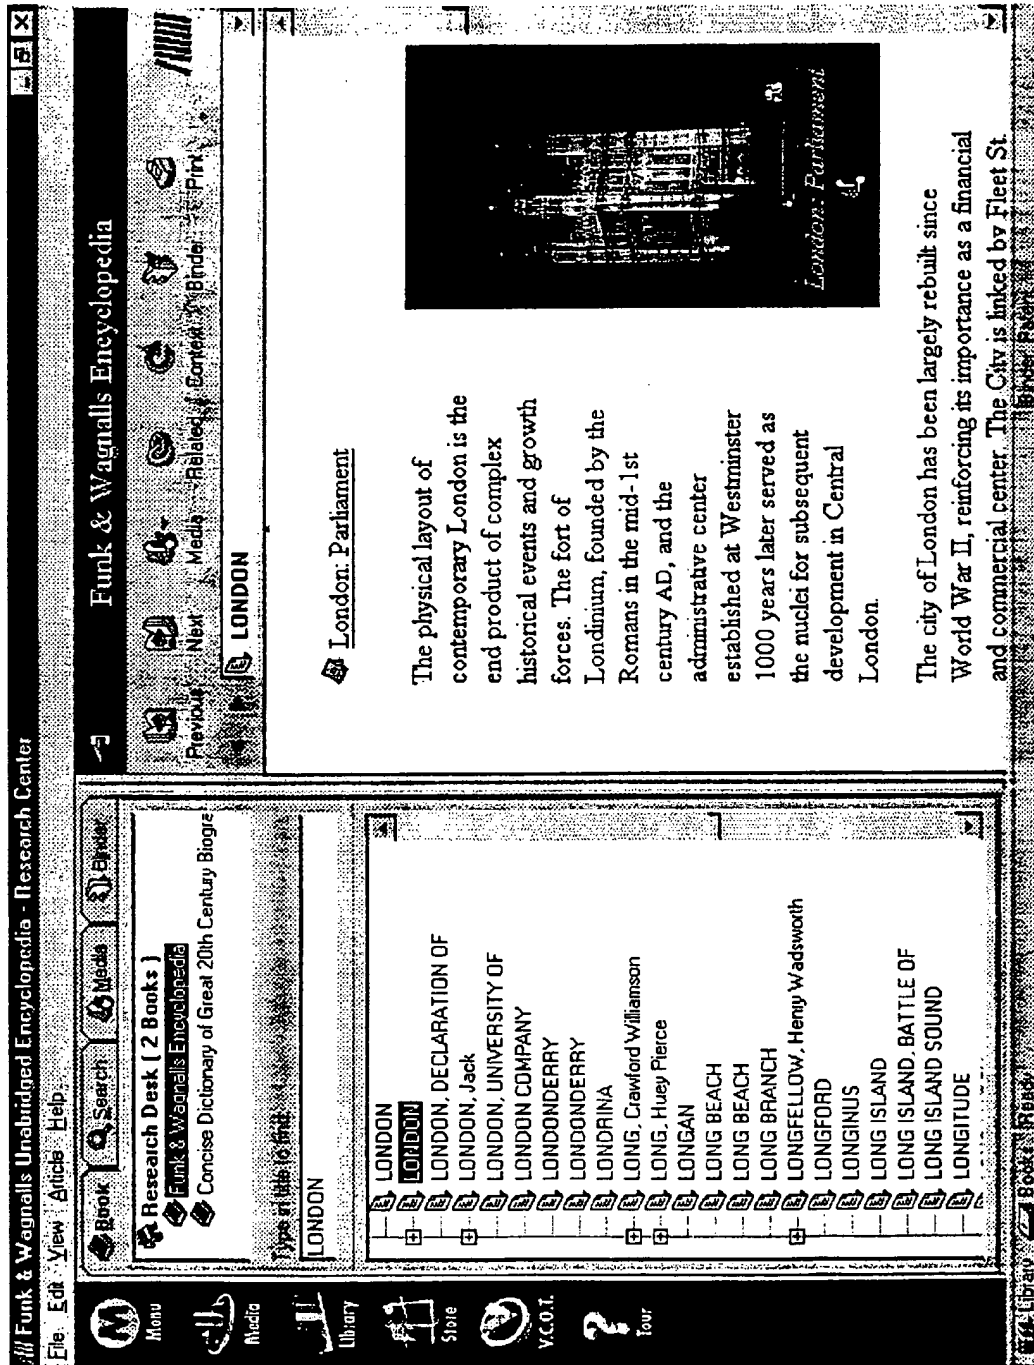 Funk & Wagnalls Unabridged Encyclopedia - Research Center
File Edit View Article Help
Menu
Media
Library
Store
V.C.O.T.
Tour
Book Search Media Binder
Research Desk ( 2 Books )
Funk & Wagnalls Encyclopedia
Concise Dictionary of Great 20th Century Biogra
Type in title to find:
LONDON
LONDON
LONDON
LONDON, DECLARATION OF
LONDON, Jack
LONDON, UNIVERSITY OF
LONDON COMPANY
LONDONDERRY
LONDONDERRY
LONDRINA
LONG, Crawford Williamson
LONG, Huey Pierce
LONGAN
LONG BEACH
LONG BEACH
LONG BRANCH
LONGFELLOW, Henry Wadsworth
LONGFORD
LONGINUS
LONG ISLAND
LONG ISLAND, BATTLE OF
LONG ISLAND SOUND
LONGITUDE
Funk & Wagnalls Encyclopedia
Previous Next Media Related Context Binder Print
LONDON
London: Parliament
The physical layout of
contemporary London is the
end product of complex
historical events and growth
forces. The fort of
Londinium, founded by the
Romans in the mid-1st
century AD, and the
administrative center
established at Westminster
1000 years later served as
the nuclei for subsequent
development in Central
London.
London: Parliament
The city of London has been largely rebuilt since
World War II, reinforcing its importance as a financial
and commercial center. The City is linked by Fleet St.
Library Books Ready